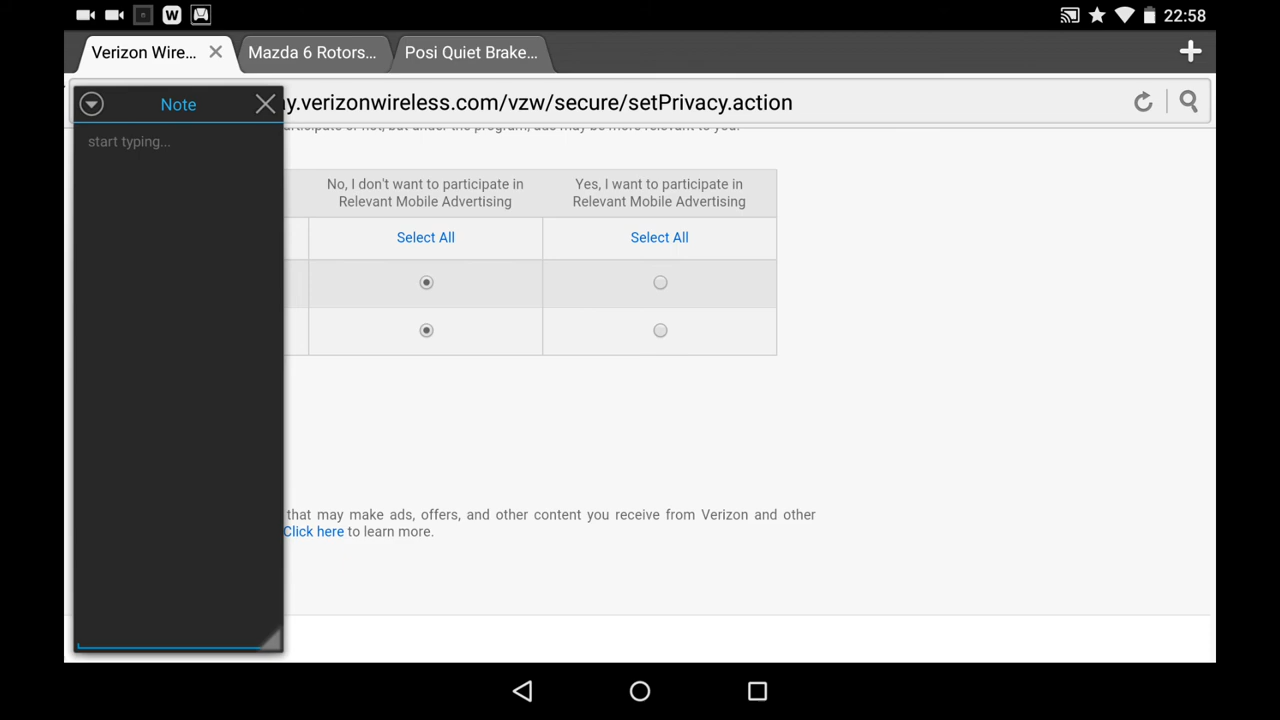 22:58
Verizon Wire...
Mazda 6 Rotors...
Posi Quiet Brake...
Note
y.verizonwireless.com/vzw/secure/setPrivacy.action
start typing...
No, I don't want to participate in
Relevant Mobile Advertising
Yes, I want to participate in
Relevant Mobile Advertising
Select All
Select All
that may make ads, offers, and other content you receive from Verizon and other
Click here to learn more.